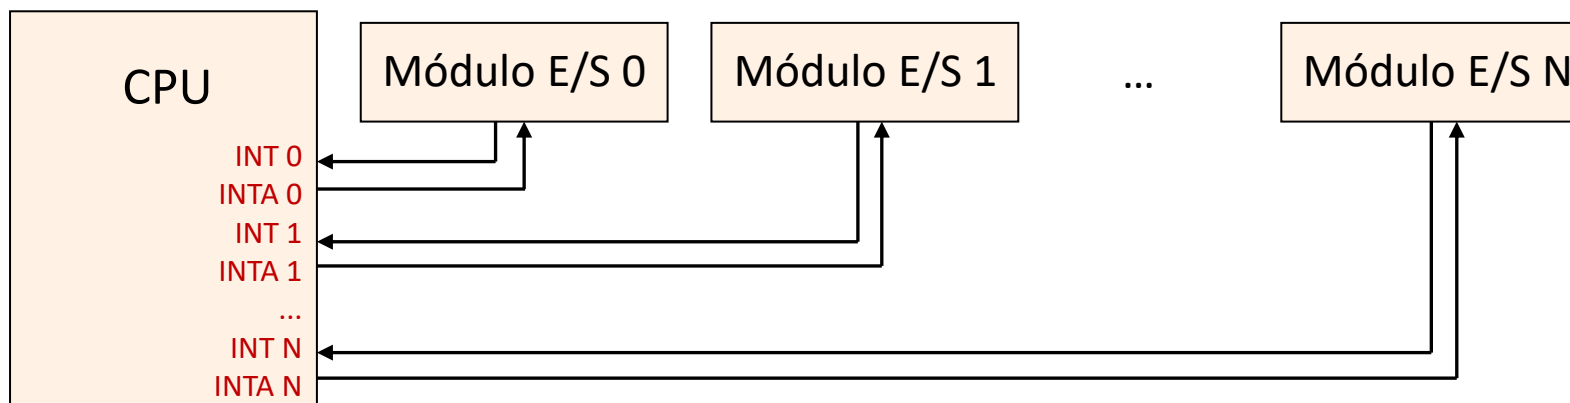 CPU
Módulo E/S 0
Módulo E/S 1
...
Módulo E/S N
INT 0
INTA 0
INT 1
INTA 1
...
INT N
INTA N